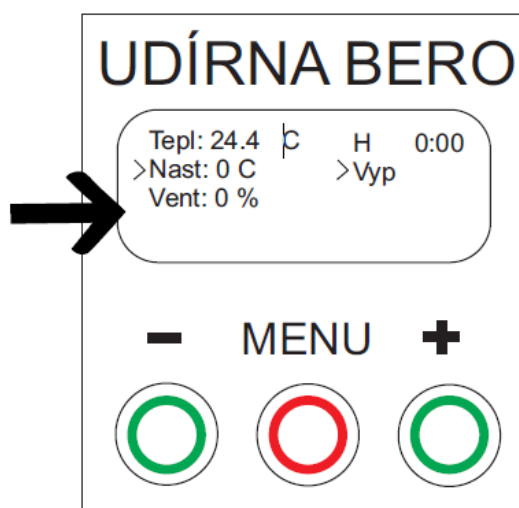 UDÍRNA BERO
Tepl: 24.4 C H 0:00
>Nast: 0 C >Vyp
Vent: 0 %
- MENU +